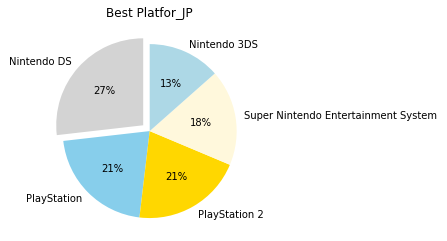 Best Platfor_JP
Nintendo 3DS
13%
Nintendo DS
27%
Super Nintendo Entertainment System
18%
PlayStation
21%
PlayStation 2
21%